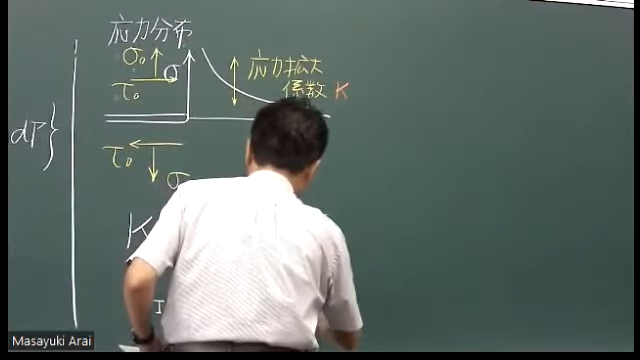 応力分布
σ₀ σ
τ₀
応力拡大
係数 K
dP}
τ₀
σ
K
I
Masayuki Arai